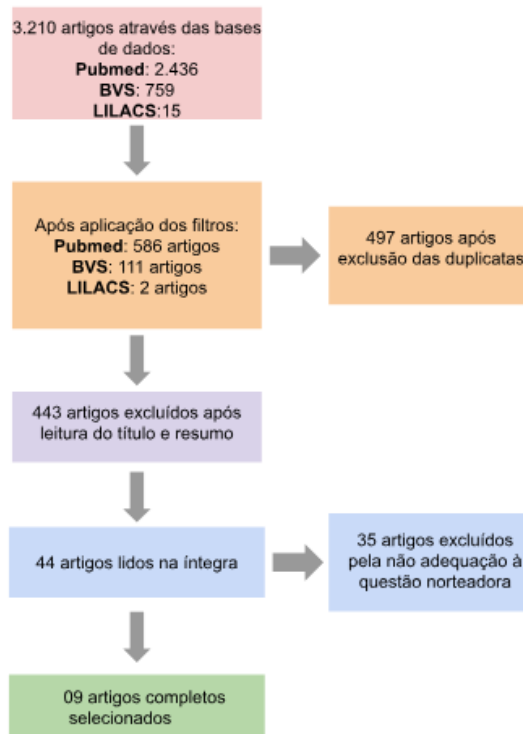 3.210 artigos através das bases
de dados:
Pubmed: 2.436
BVS: 759
LILACS:15
Após aplicação dos filtros:
Pubmed: 586 artigos
BVS: 111 artigos
LILACS: 2 artigos
497 artigos após
exclusão das duplicatas
443 artigos excluídos após
leitura do título e resumo
44 artigos lidos na íntegra
35 artigos excluídos
pela não adequação à
questão norteadora
09 artigos completos
selecionados